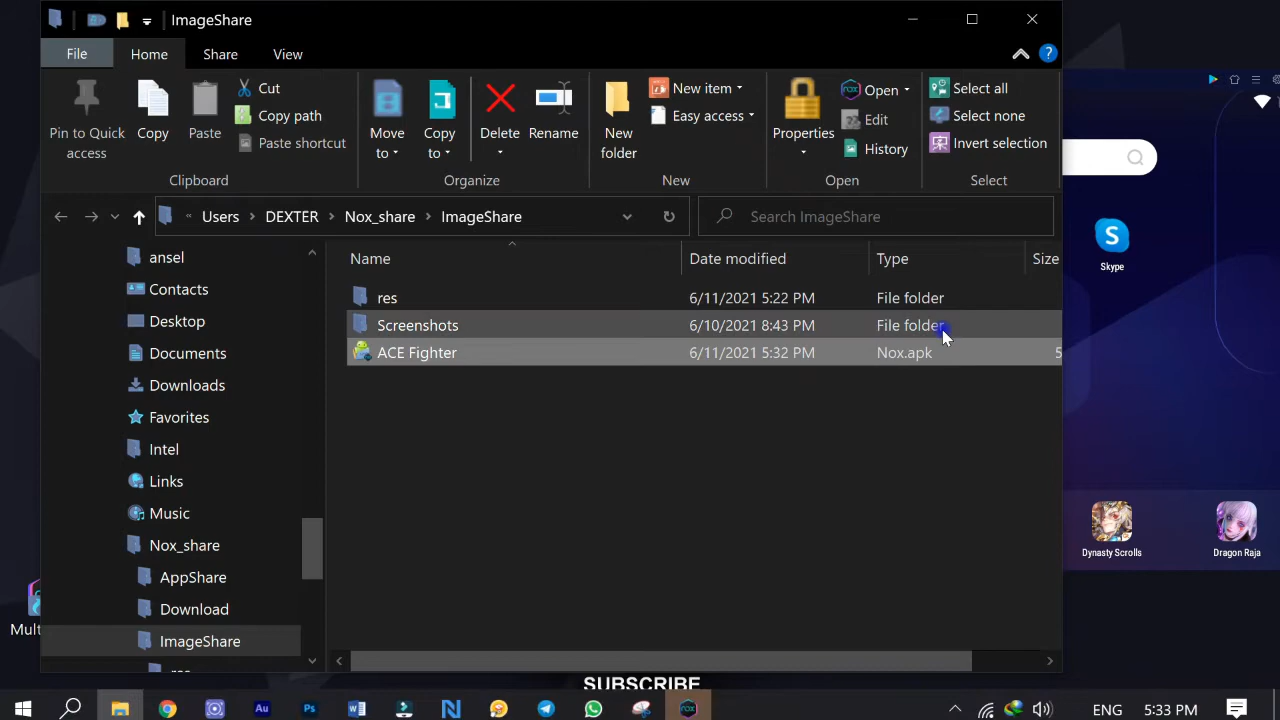 ImageShare
File Home Share View
Pin to Quick access
Copy
Paste
Cut
Copy path
Paste shortcut
Clipboard
Move to
Copy to
Delete
Rename
Organize
New folder
New item
Easy access
New
Properties
Open
Edit
History
Open
Select all
Select none
Invert selection
Select
« Users > DEXTER > Nox_share > ImageShare
Search ImageShare
Name Date modified Type Size
res 6/11/2021 5:22 PM File folder
Screenshots 6/10/2021 8:43 PM File folder
ACE Fighter 6/11/2021 5:32 PM Nox.apk 5
ansel
Contacts
Desktop
Documents
Downloads
Favorites
Intel
Links
Music
Nox_share
AppShare
Download
ImageShare
Skype
Dynasty Scrolls
Dragon Raja
Mult
SUBSCRIBE
Au
Ps
nox
ENG 5:33 PM